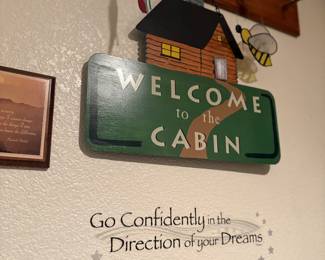 WELCOME
to the
CABIN
Go Confidently in the
Direction of your Dreams